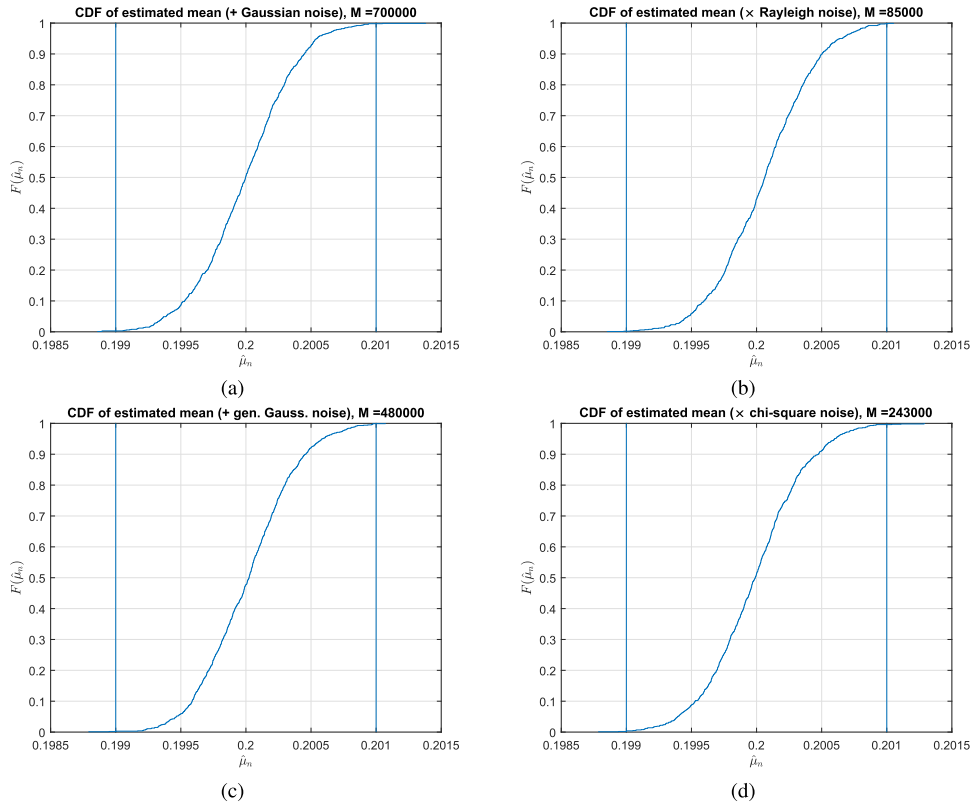 CDF of estimated mean (+ Gaussian noise), M =700000
1
0.9
0.8
0.7
0.6
0.5
0.4
0.3
0.2
0.1
0
F(μ̂ₙ)
0.1985 0.199 0.1995 0.2 0.2005 0.201 0.2015
μ̂ₙ
(a)
CDF of estimated mean (× Rayleigh noise), M =85000
1
0.9
0.8
0.7
0.6
0.5
0.4
0.3
0.2
0.1
0
F(μ̂ₙ)
0.1985 0.199 0.1995 0.2 0.2005 0.201 0.2015
μ̂ₙ
(b)
CDF of estimated mean (+ gen. Gauss. noise), M =480000
1
0.9
0.8
0.7
0.6
0.5
0.4
0.3
0.2
0.1
0
F(μ̂ₙ)
0.1985 0.199 0.1995 0.2 0.2005 0.201 0.2015
μ̂ₙ
(c)
CDF of estimated mean (× chi-square noise), M =243000
1
0.9
0.8
0.7
0.6
0.5
0.4
0.3
0.2
0.1
0
F(μ̂ₙ)
0.1985 0.199 0.1995 0.2 0.2005 0.201 0.2015
μ̂ₙ
(d)